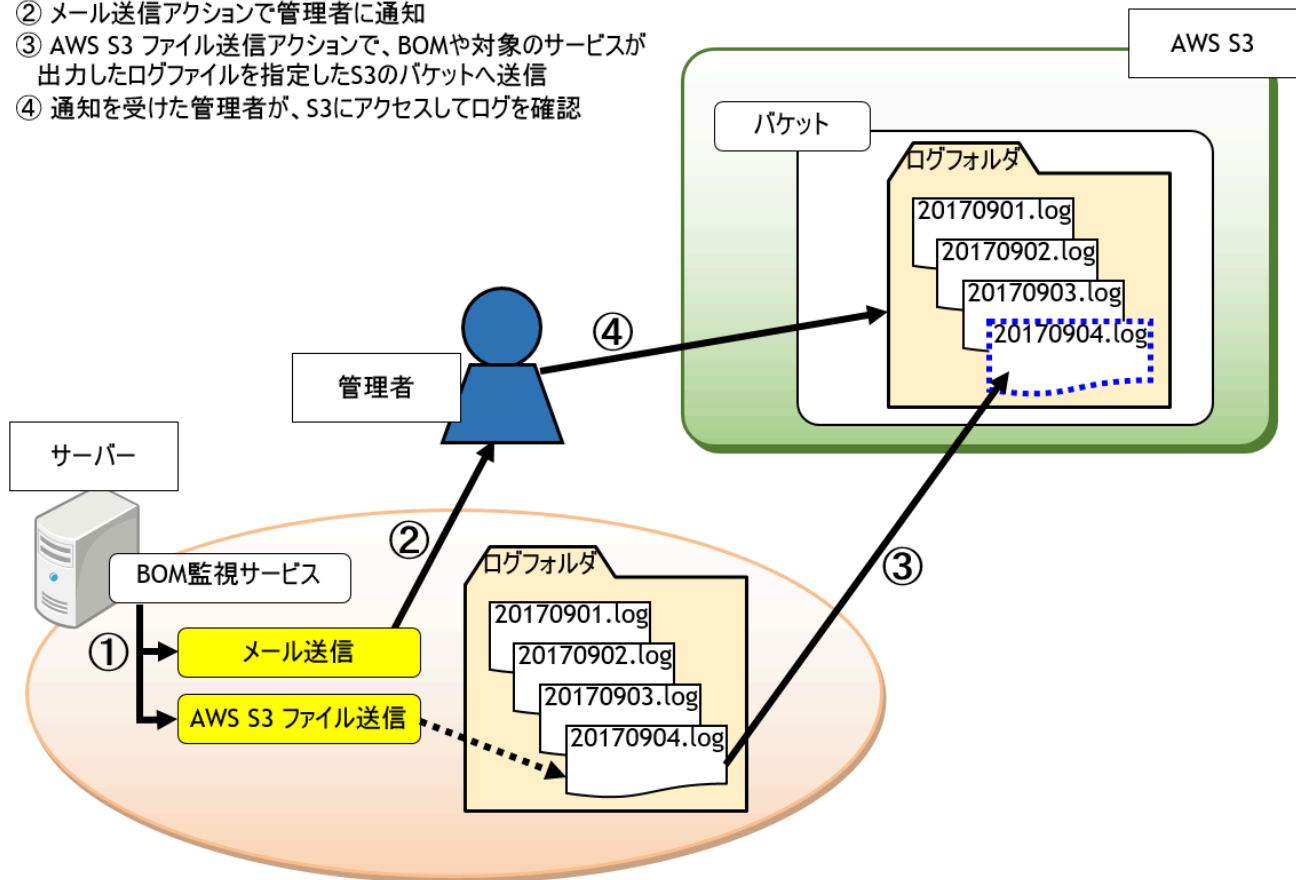 ② メール送信アクションで管理者に通知
③ AWS S3 ファイル送信アクションで、BOMや対象のサービスが
出力したログファイルを指定したS3のバケットへ送信
④ 通知を受けた管理者が、S3にアクセスしてログを確認
AWS S3
バケット
ログフォルダ
20170901.log
20170902.log
20170903.log
20170904.log
④
管理者
サーバー
②
③
BOM監視サービス
①
メール送信
AWS S3 ファイル送信
ログフォルダ
20170901.log
20170902.log
20170903.log
20170904.log